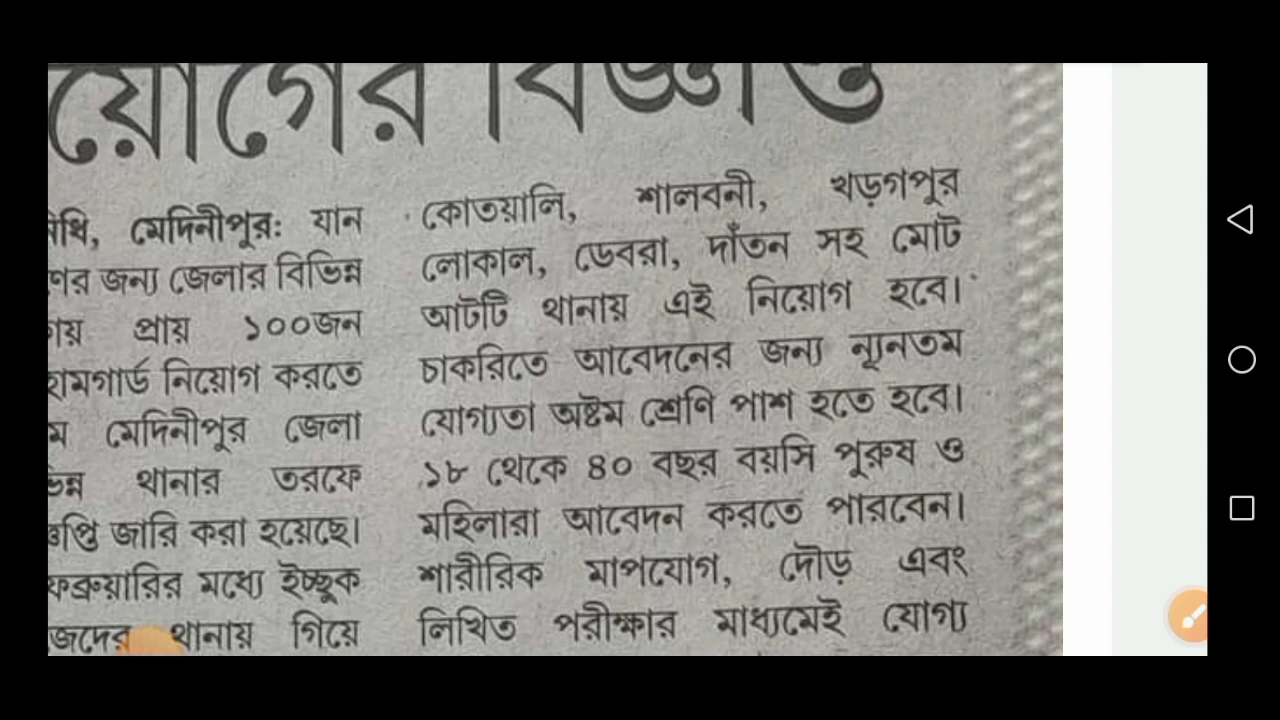 য়োগের বিজ্ঞপ্তি
মেদিনীপুর: যান
জন্য জেলার বিভিন্ন
প্রায় ১০০জন
নিয়োগ করতে
মেদিনীপুর জেলা
থানার তরফে
জারি করা হয়েছে।
মধ্যে ইচ্ছুক
থানায় গিয়ে
কোতয়ালি, শালবনী, খড়গপুর
লোকাল, ডেবরা, দাঁতন সহ মোট
আটটি থানায় এই নিয়োগ হবে।
চাকরিতে আবেদনের জন্য ন্যূনতম
যোগ্যতা অষ্টম শ্রেণি পাশ হতে হবে।
১৮ থেকে ৪০ বছর বয়সি পুরুষ ও
মহিলারা আবেদন করতে পারবেন।
শারীরিক মাপযোগ, দৌড় এবং
লিখিত পরীক্ষার মাধ্যমেই যোগ্য